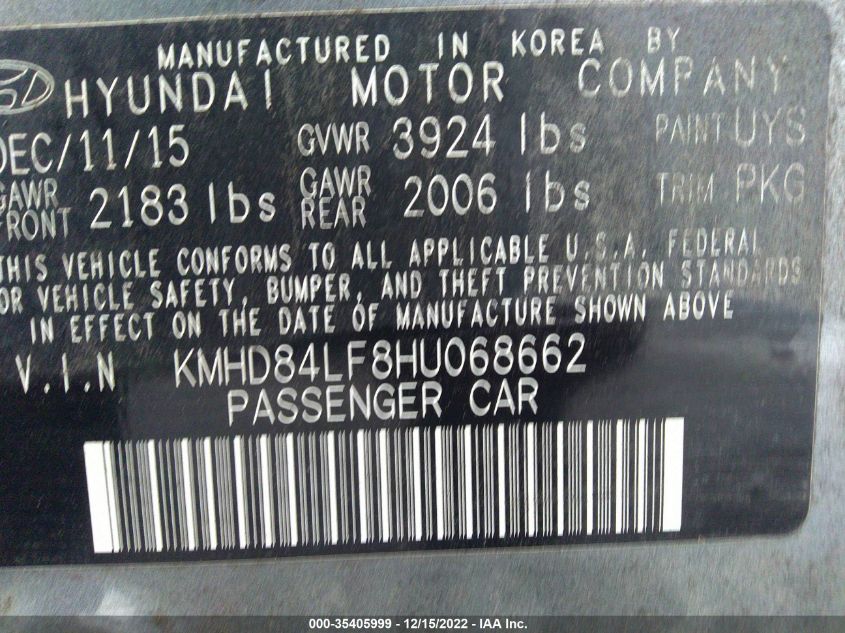 MANUFACTURED IN KOREA BY
HYUNDAI MOTOR COMPANY
DEC/11/15 GVWR 3924 lbs PAINT UYS
GAWR FRONT 2183 lbs GAWR REAR 2006 lbs TRIM PKG
THIS VEHICLE CONFORMS TO ALL APPLICABLE U.S.A. FEDERAL
OR VEHICLE SAFETY, BUMPER, AND THEFT PREVENTION STANDARDS
IN EFFECT ON THE DATE OF MANUFACTURE SHOWN ABOVE
V.I.N KMHD84LF8HU068662
PASSENGER CAR
000-35405999 - 12/15/2022 - IAA Inc.